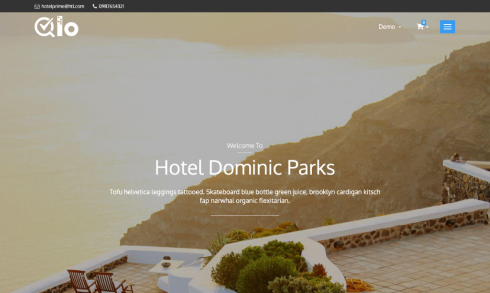 hotelprime@htl.com 0987654321
Qio
Demo
0
Welcome To
Hotel Dominic Parks
Tofu helvetica leggings tattooed. Skateboard blue bottle green juice, brooklyn cardigan kitsch
fap narwhal organic flexitarian.